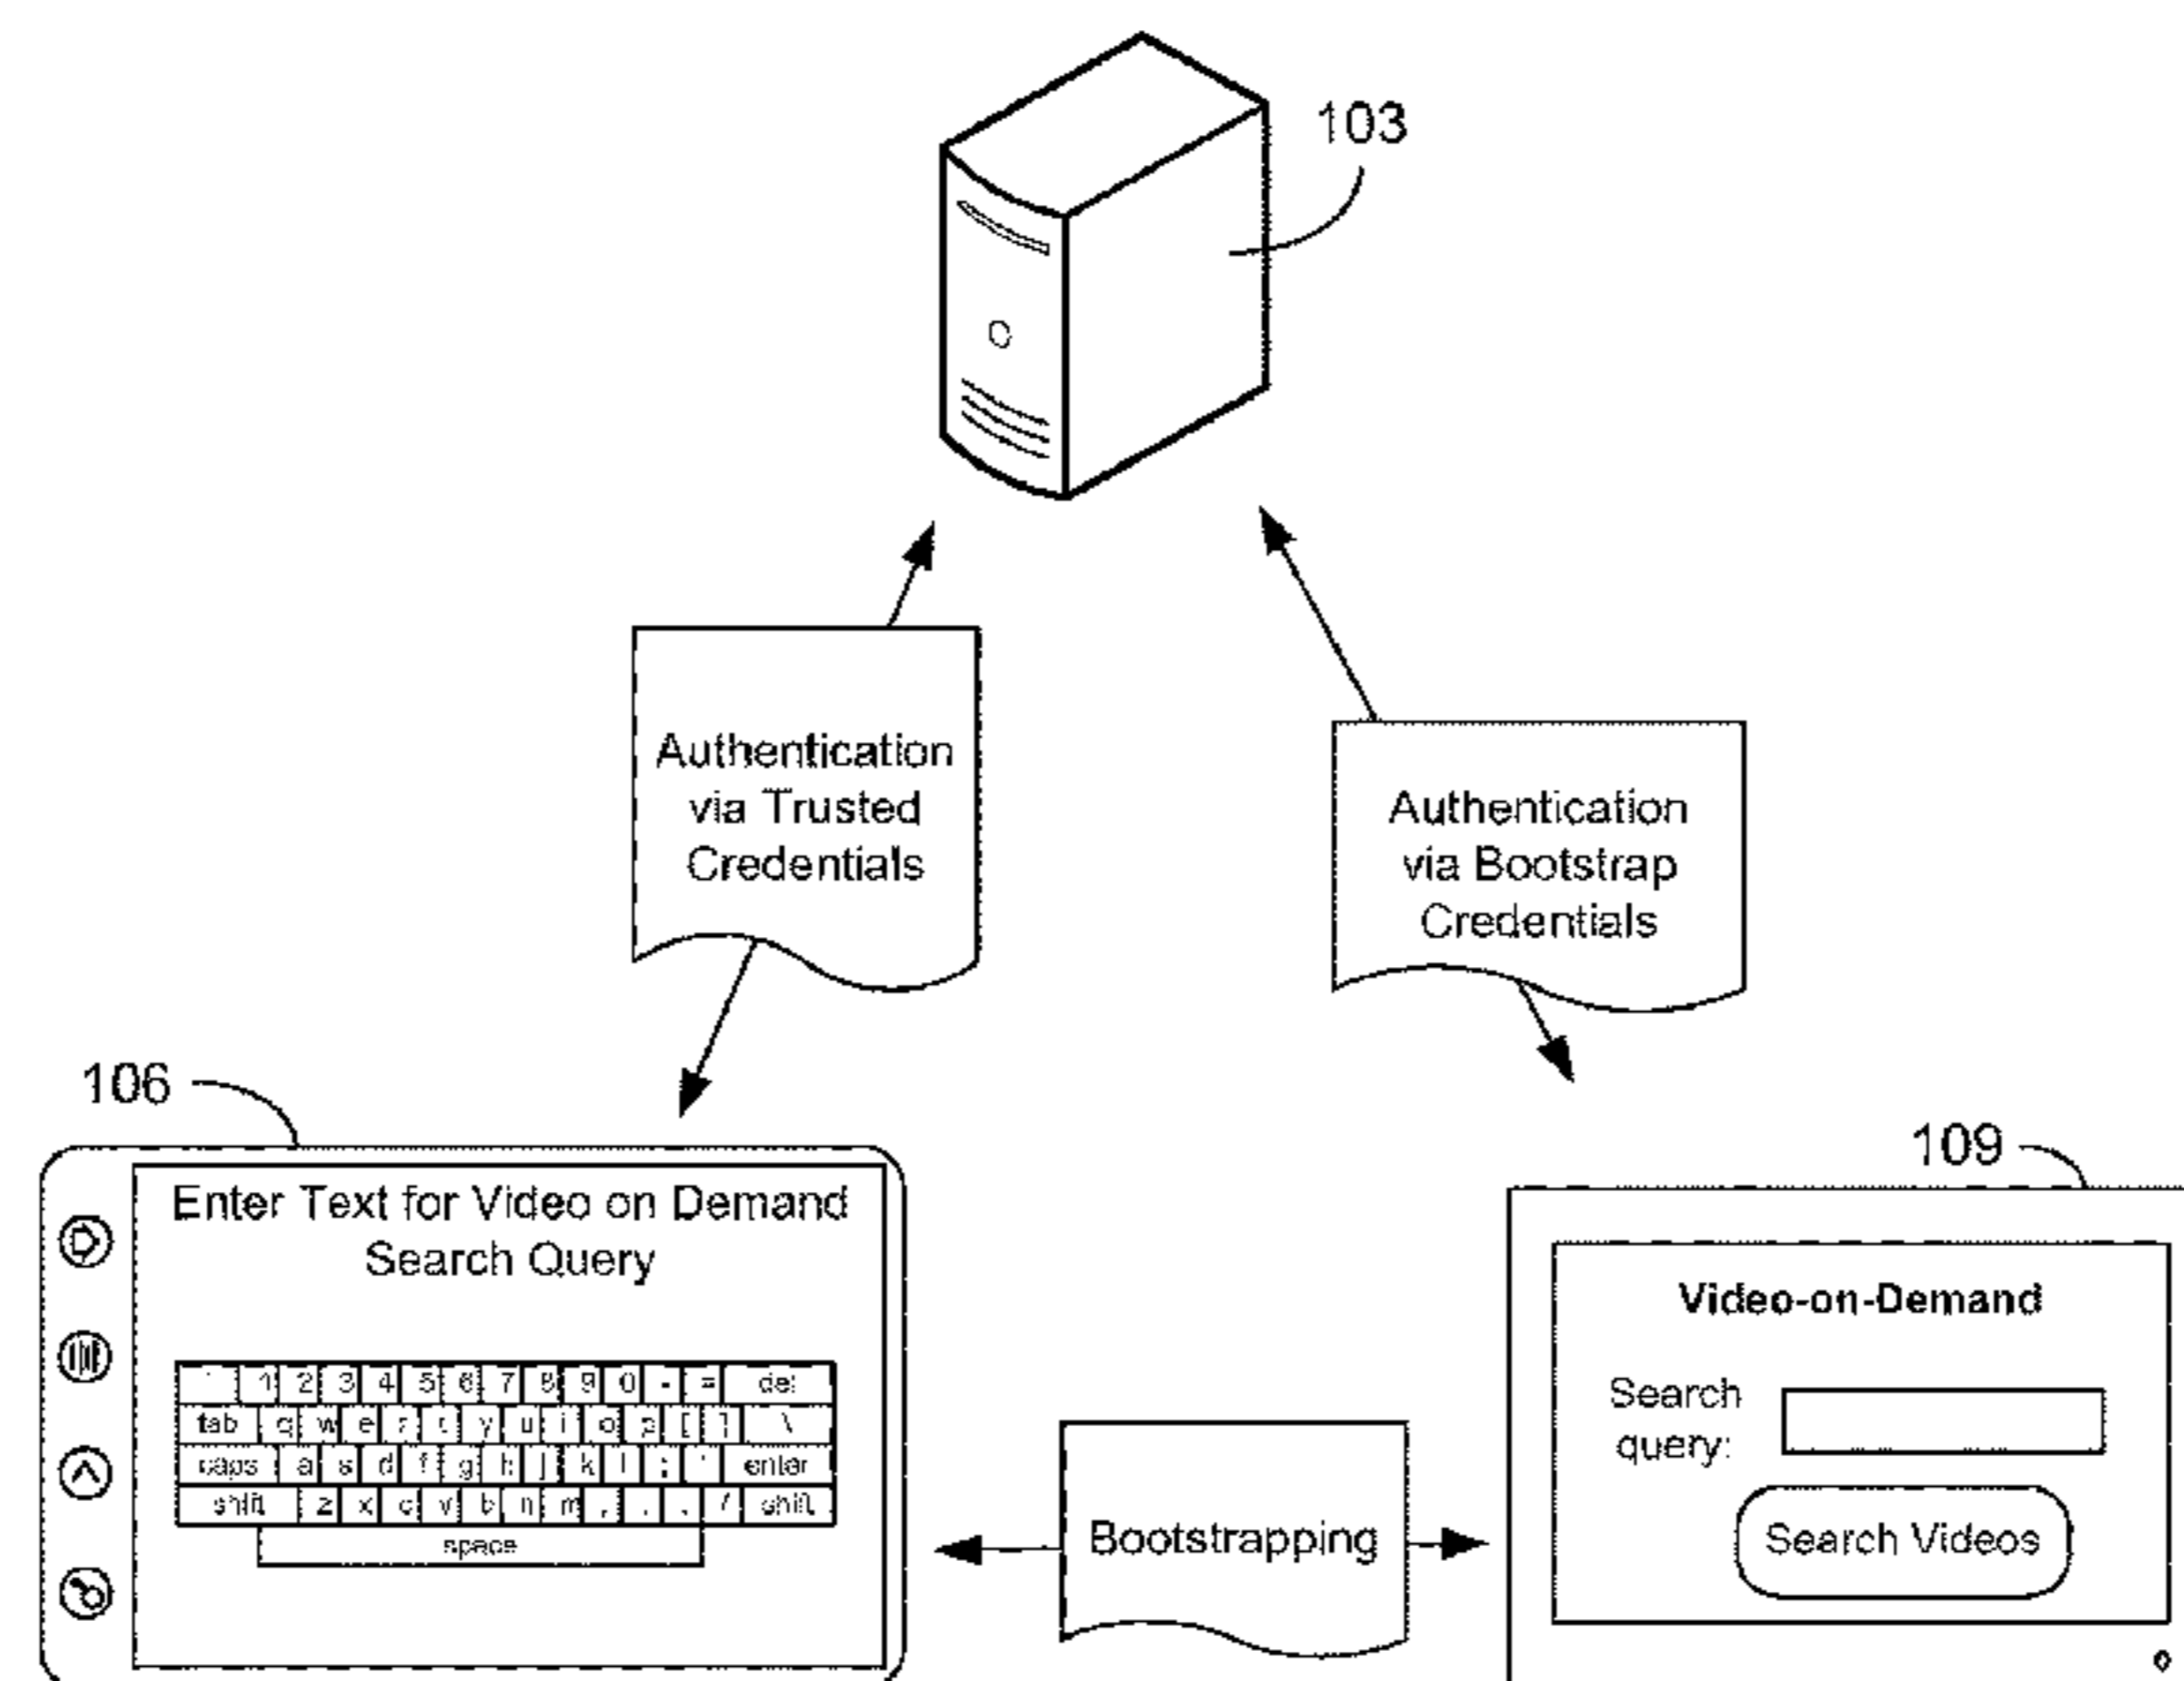 103
Authentication
via Trusted
Credentials
Authentication
via Bootstrap
Credentials
106
109
Enter Text for Video on Demand
Search Query
1 2 3 4 5 6 7 8 9 0 - = del
tab q w e r t y u i o p [ ] \
caps a s d f g h j k l ; ' enter
shift z x c v b n m , . / shift
space
Bootstrapping
Video-on-Demand
Search
query:
Search Videos